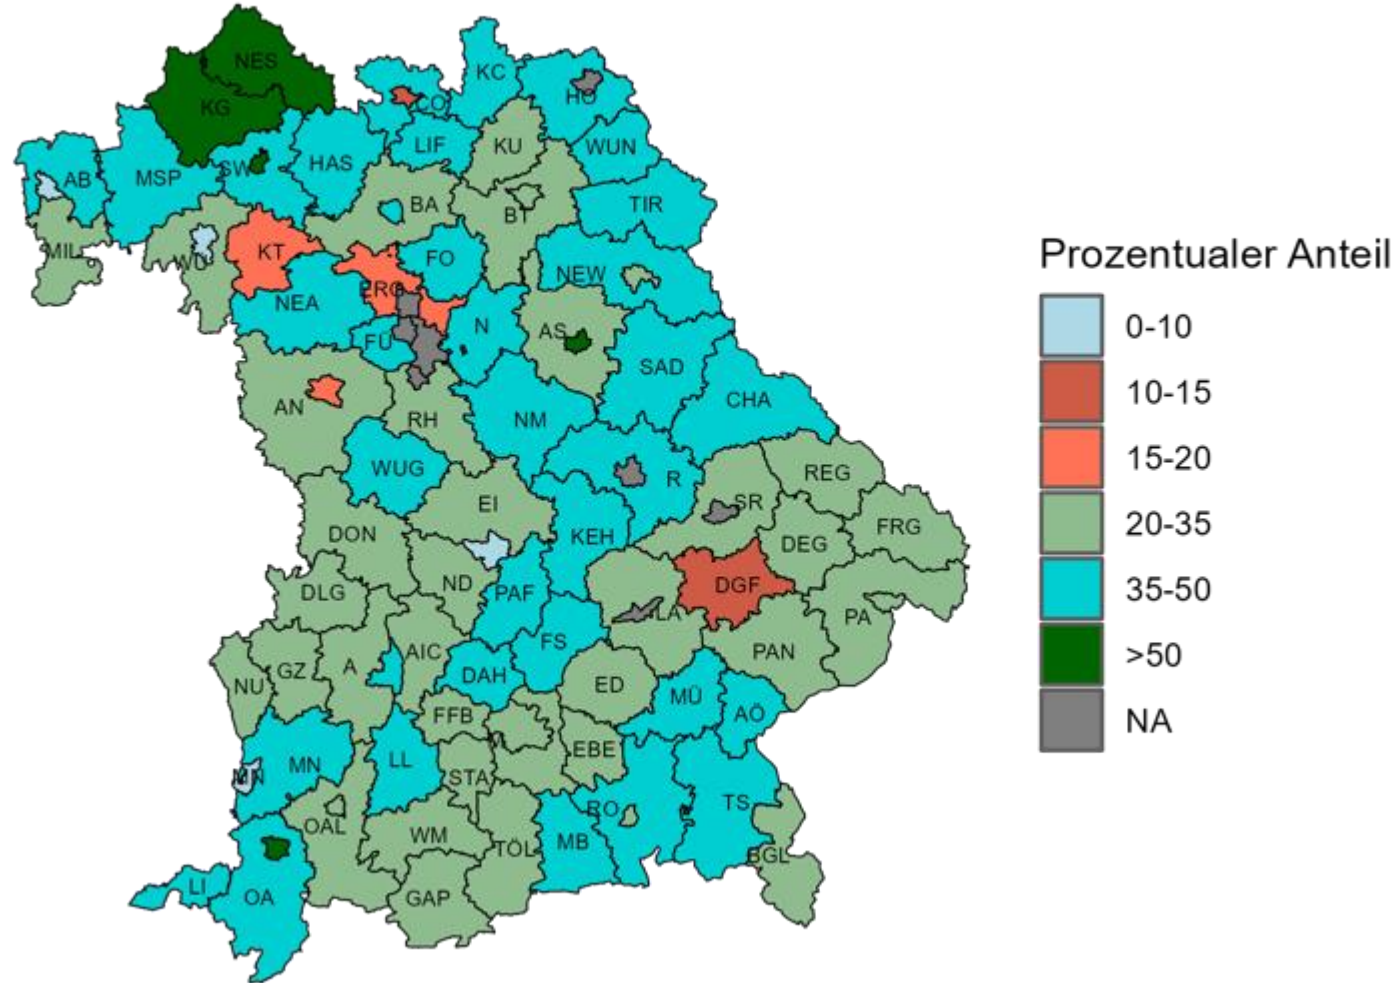 NES
KC
KG
CO
HO
LIF
KU
WUN
AB
MSP
SW
HAS
BA
BT
TIR
MIL
WÜ
KT
FO
NEW
ERG
NEA
N
FÜ
AS
SAD
AN
RH
NM
CHA
WUG
R
REG
EI
SR
FRG
DON
KEH
DEG
DLG
ND
PAF
DGF
LA
PA
FS
AIC
A
GZ
NU
DAH
ED
PAN
MÜ
AÖ
FFB
EBE
MN
MN
LL
STA
RO
TS
OAL
WM
TÖL
MB
BGL
LI
OA
GAP
Prozentualer Anteil
0-10
10-15
15-20
20-35
35-50
>50
NA